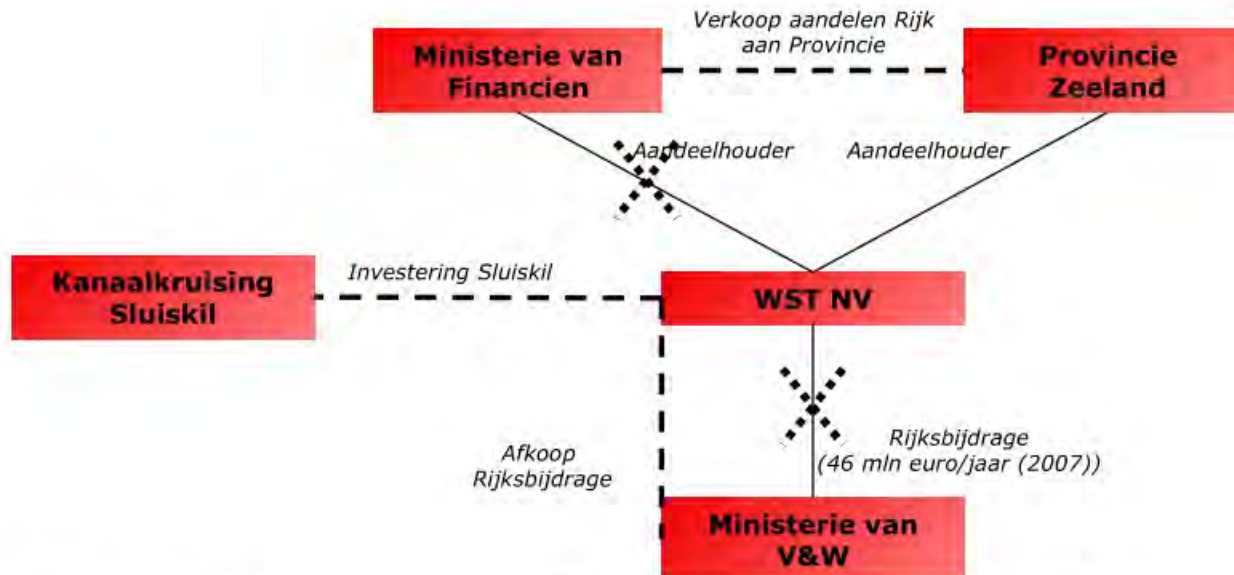 Verkoop aandelen Rijk
aan Provincie
Ministerie van
Financien
Provincie
Zeeland
Aandeelhouder
Aandeelhouder
Kanaalkruising
Sluiskil
Investering Sluiskil
WST NV
Afkoop
Rijksbijdrage
Rijksbijdrage
(46 mln euro/jaar (2007))
Ministerie van
V&W